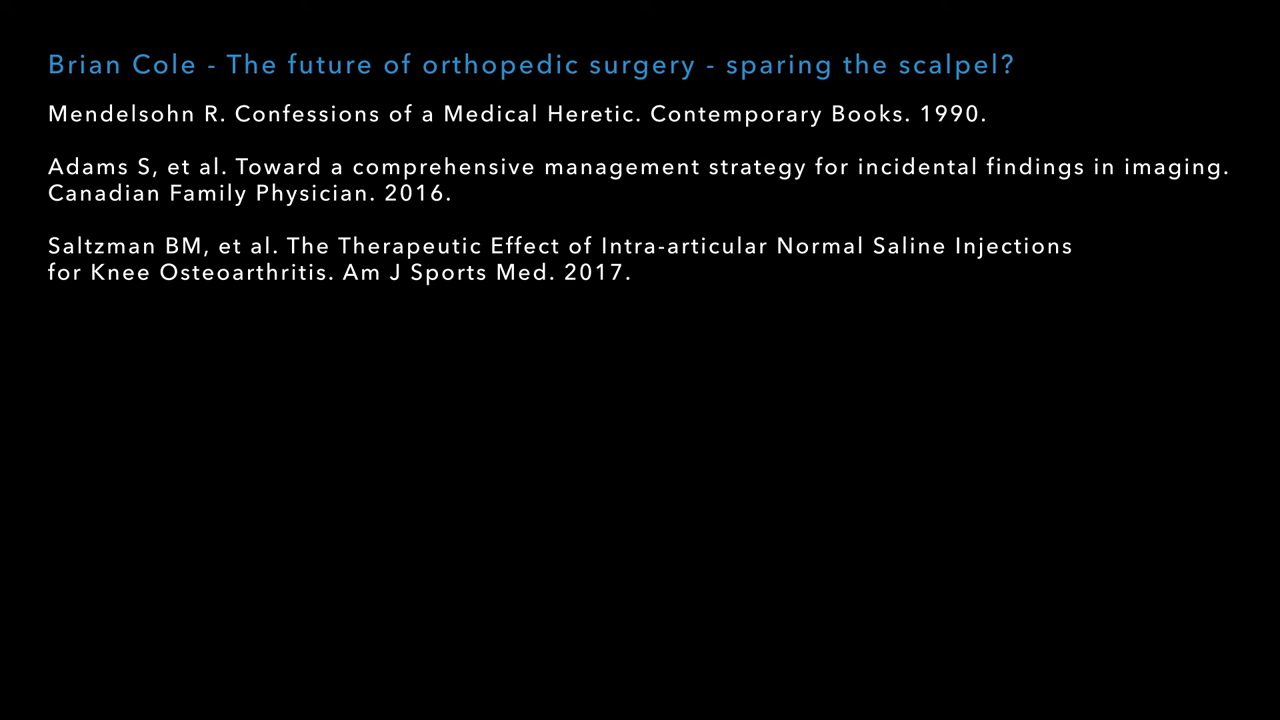 Brian Cole - The future of orthopedic surgery - sparing the scalpel?
Mendelsohn R. Confessions of a Medical Heretic. Contemporary Books. 1990.
Adams S, et al. Toward a comprehensive management strategy for incidental findings in imaging.
Canadian Family Physician. 2016.
Saltzman BM, et al. The Therapeutic Effect of Intra-articular Normal Saline Injections
for Knee Osteoarthritis. Am J Sports Med. 2017.